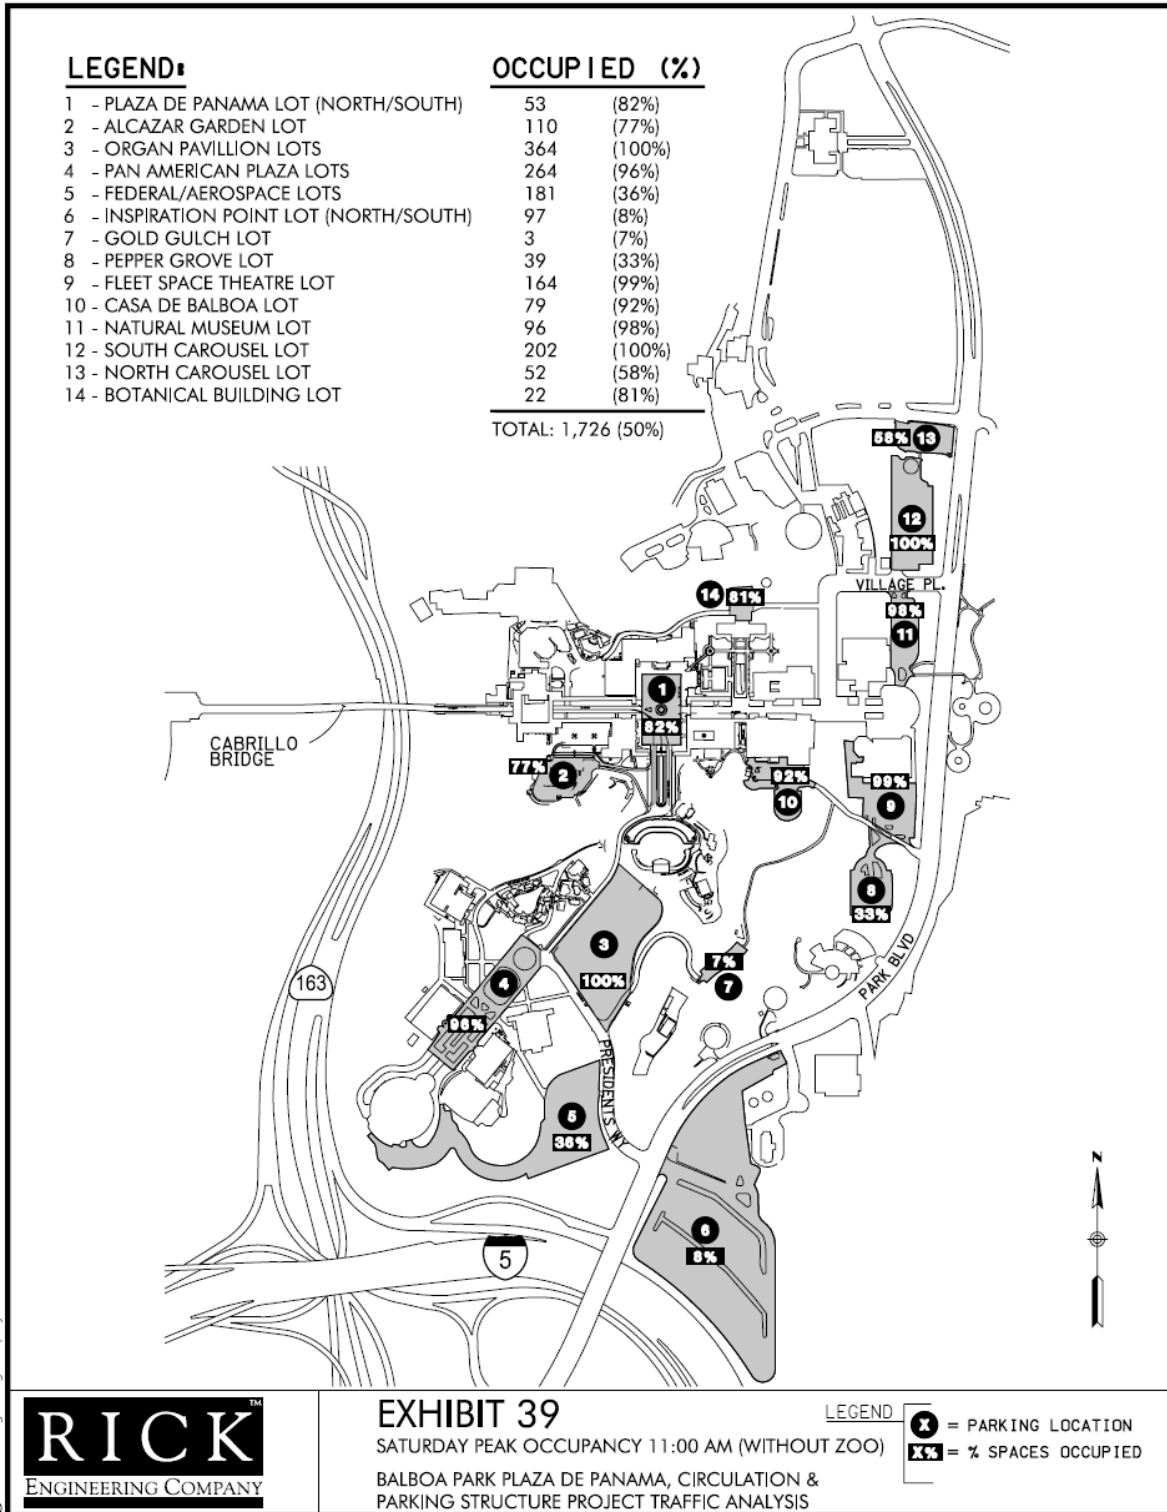 LEGEND: OCCUPIED (%)
1 - PLAZA DE PANAMA LOT (NORTH/SOUTH) 53 (82%)
2 - ALCAZAR GARDEN LOT 110 (77%)
3 - ORGAN PAVILLION LOTS 364 (100%)
4 - PAN AMERICAN PLAZA LOTS 264 (96%)
5 - FEDERAL/AEROSPACE LOTS 181 (36%)
6 - INSPIRATION POINT LOT (NORTH/SOUTH) 97 (8%)
7 - GOLD GULCH LOT 3 (7%)
8 - PEPPER GROVE LOT 39 (33%)
9 - FLEET SPACE THEATRE LOT 164 (99%)
10 - CASA DE BALBOA LOT 79 (92%)
11 - NATURAL MUSEUM LOT 96 (98%)
12 - SOUTH CAROUSEL LOT 202 (100%)
13 - NORTH CAROUSEL LOT 52 (58%)
14 - BOTANICAL BUILDING LOT 22 (81%)
TOTAL: 1,726 (50%)
58% 13
12
100%
VILLAGE PL.
14 81%
98%
11
1
82%
CABRILLO
BRIDGE
77% 2
92%
10
99%
9
8
33%
3
100%
7%
7
PARK BLVD
163
4
96%
PRESIDENTS WY
5
36%
6
8%
5
N
RICK™
ENGINEERING COMPANY
EXHIBIT 39
SATURDAY PEAK OCCUPANCY 11:00 AM (WITHOUT ZOO)
BALBOA PARK PLAZA DE PANAMA, CIRCULATION &
PARKING STRUCTURE PROJECT TRAFFIC ANALYSIS
LEGEND
X = PARKING LOCATION
X% = % SPACES OCCUPIED